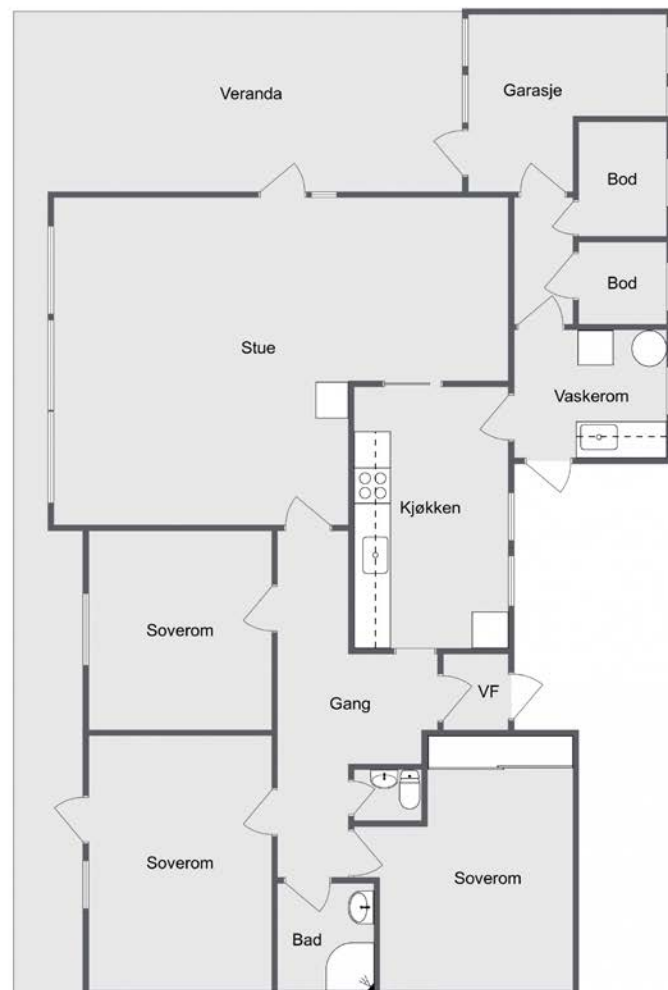 Veranda
Garasje
Bod
Bod
Stue
Vaskerom
Kjøkken
Soverom
VF
Gang
Soverom
Soverom
Bad